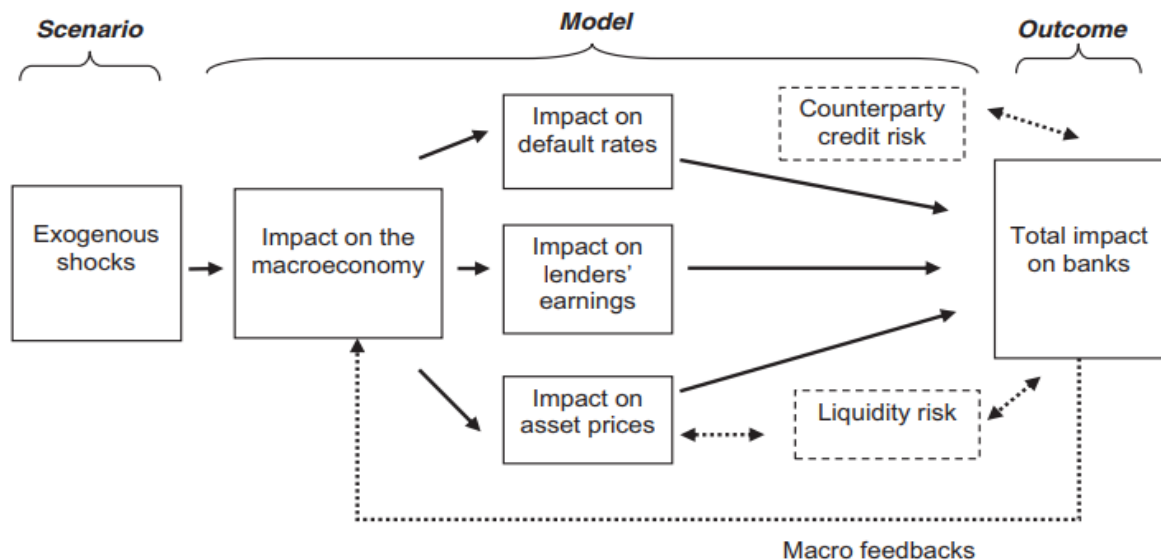 Scenario
Model
Outcome
Exogenous
shocks
Impact on the
macroeconomy
Impact on
default rates
Impact on
lenders'
earnings
Impact on
asset prices
Counterparty
credit risk
Liquidity risk
Total impact
on banks
Macro feedbacks